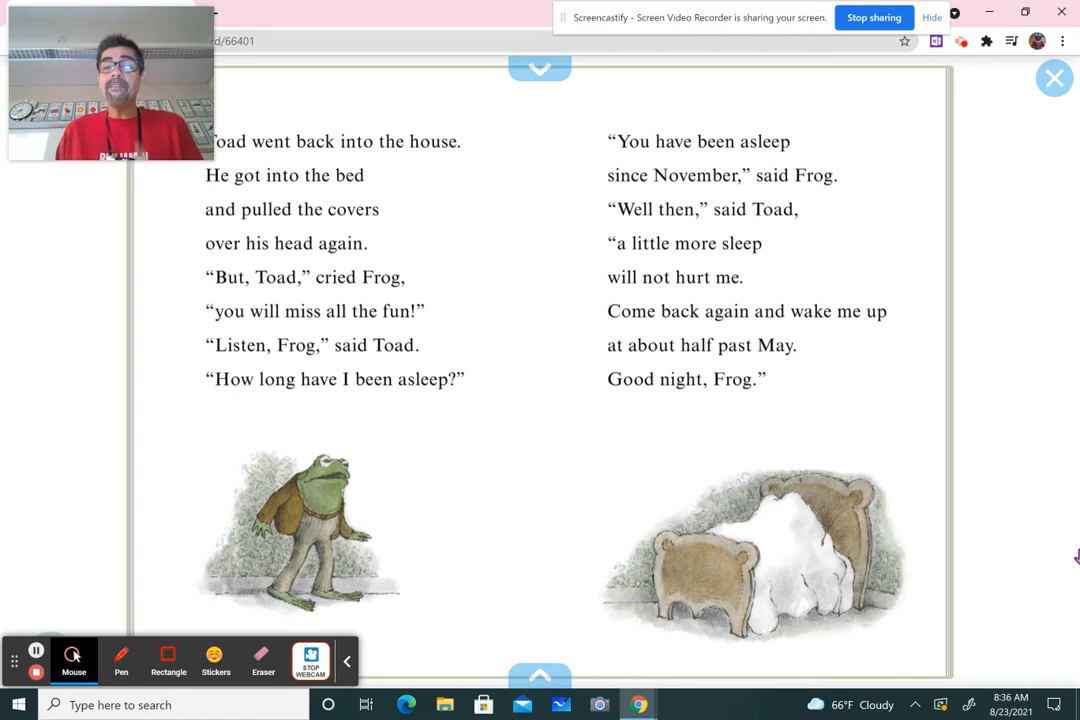 Screencastify - Screen Video Recorder is sharing your screen.
Stop sharing
Hide
d/66401
Toad went back into the house.
He got into the bed
and pulled the covers
over his head again.
“But, Toad,” cried Frog,
“you will miss all the fun!”
“Listen, Frog,” said Toad.
“How long have I been asleep?”
“You have been asleep
since November,” said Frog.
“Well then,” said Toad,
“a little more sleep
will not hurt me.
Come back again and wake me up
at about half past May.
Good night, Frog.”
Mouse
Pen
Rectangle
Stickers
Eraser
STOP
WEBCAM
Type here to search
66°F Cloudy
8:36 AM
8/23/2021